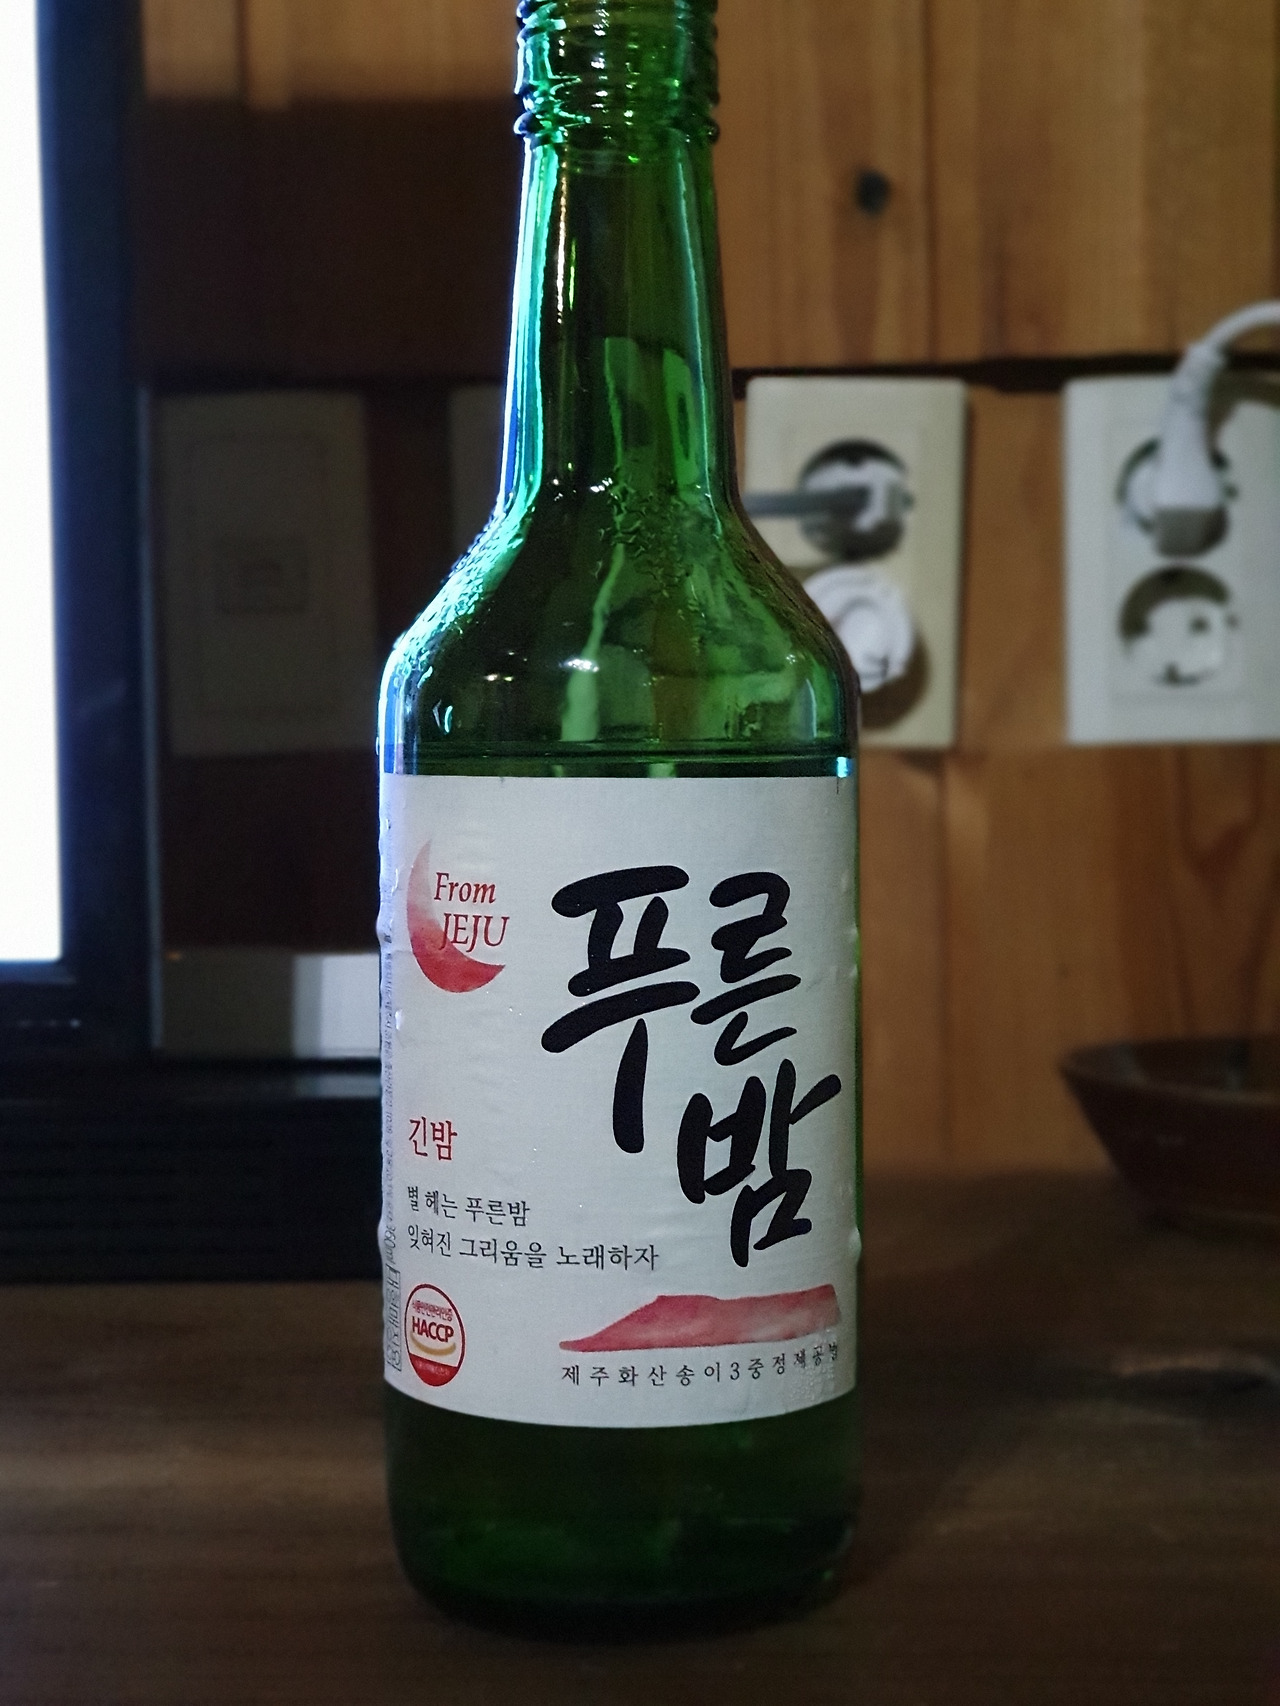 From
JEJU
푸른
밤
긴밤
별 헤는 푸른밤
잊혀진 그리움을 노래하자
HACCP
제주화산송이3중정제공법
360ml